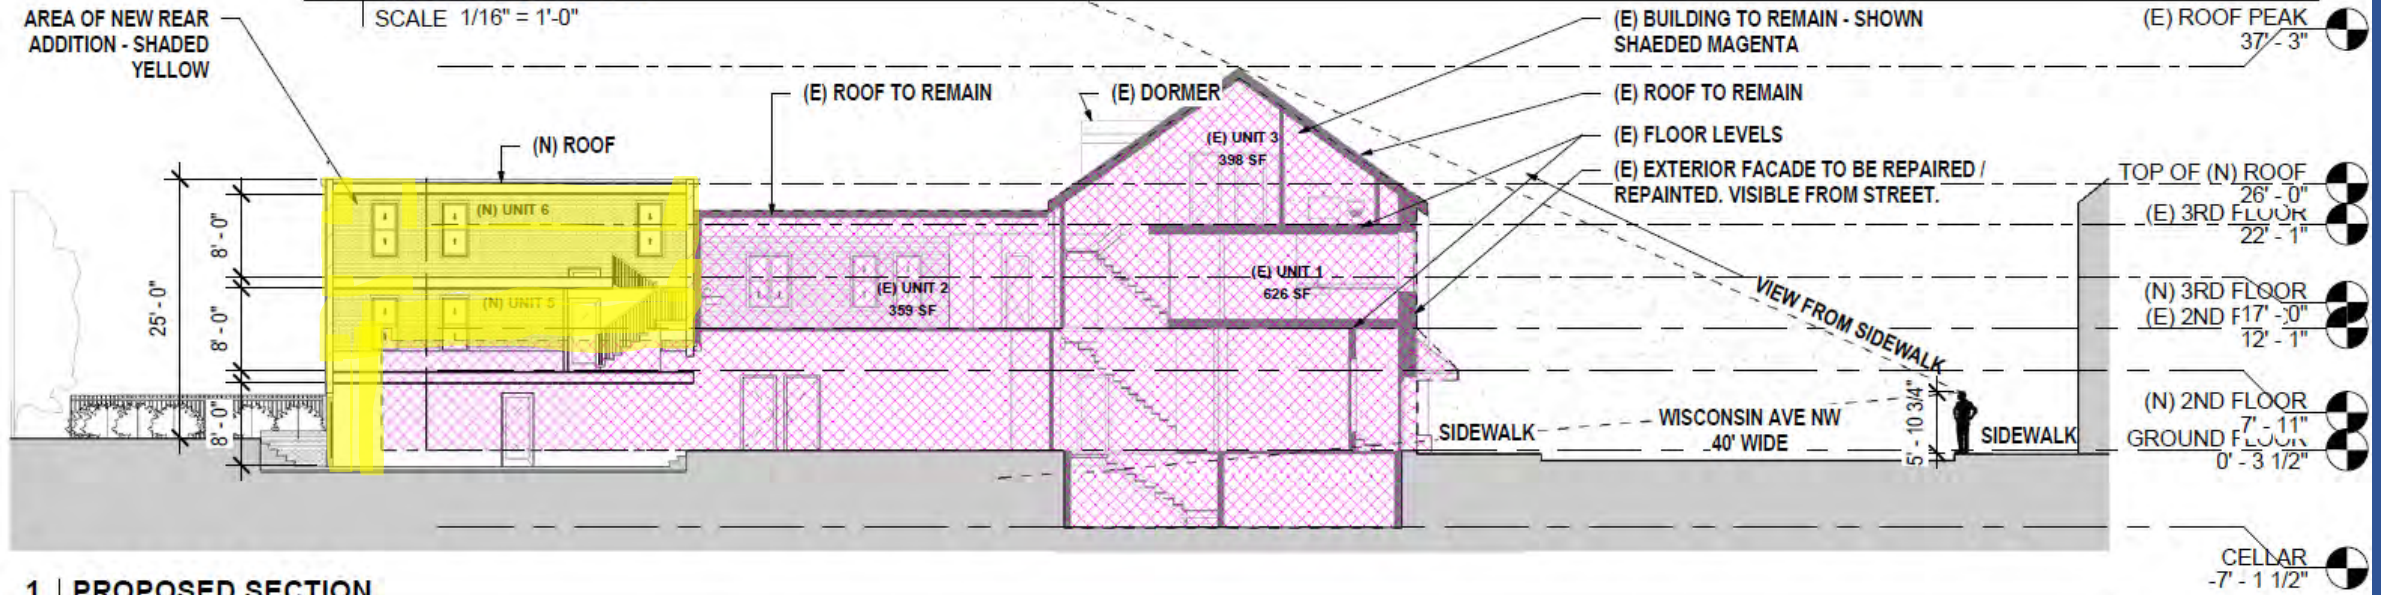 AREA OF NEW REAR
ADDITION - SHADED
YELLOW
SCALE 1/16" = 1'-0"
(N) ROOF
(E) ROOF TO REMAIN
(E) DORMER
(E) BUILDING TO REMAIN - SHOWN
SHAEDED MAGENTA
(E) ROOF TO REMAIN
(E) FLOOR LEVELS
(E) EXTERIOR FACADE TO BE REPAIRED /
REPAINTED. VISIBLE FROM STREET.
(E) ROOF PEAK
37' - 3"
TOP OF (N) ROOF
26' - 0"
(E) 3RD FLOOR
22' - 1"
(N) 3RD FLOOR
17' - 0"
(E) 2ND
12' - 1"
(N) 2ND FLOOR
7' - 11"
GROUND FLOOR
0' - 3 1/2"
CELLAR
-7' - 1 1/2"
25' - 0"
8' - 0"
8' - 0"
8' - 0"
(N) UNIT 6
(N) UNIT 5
(E) UNIT 2
359 SF
(E) UNIT 3
398 SF
(E) UNIT 1
626 SF
VIEW FROM SIDEWALK
SIDEWALK
WISCONSIN AVE NW
40' WIDE
5' - 10 3/4"
SIDEWALK
1 PROPOSED SECTION